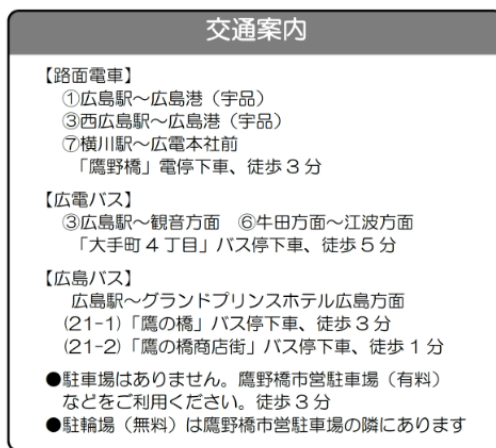 交通案内
【路面電車】
①広島駅～広島港（宇品）
③西広島駅～広島港（宇品）
⑦横川駅～広電本社前
「鷹野橋」電停下車、徒歩３分
【広電バス】
③広島駅～観音方面　⑥牛田方面～江波方面
「大手町４丁目」バス停下車、徒歩５分
【広島バス】
広島駅～グランドプリンスホテル広島方面
(21-1)「鷹の橋」バス停下車、徒歩３分
(21-2)「鷹の橋商店街」バス停下車、徒歩１分
●駐車場はありません。鷹野橋市営駐車場（有料）
などをご利用ください。徒歩３分
●駐輪場（無料）は鷹野橋市営駐車場の隣にあります